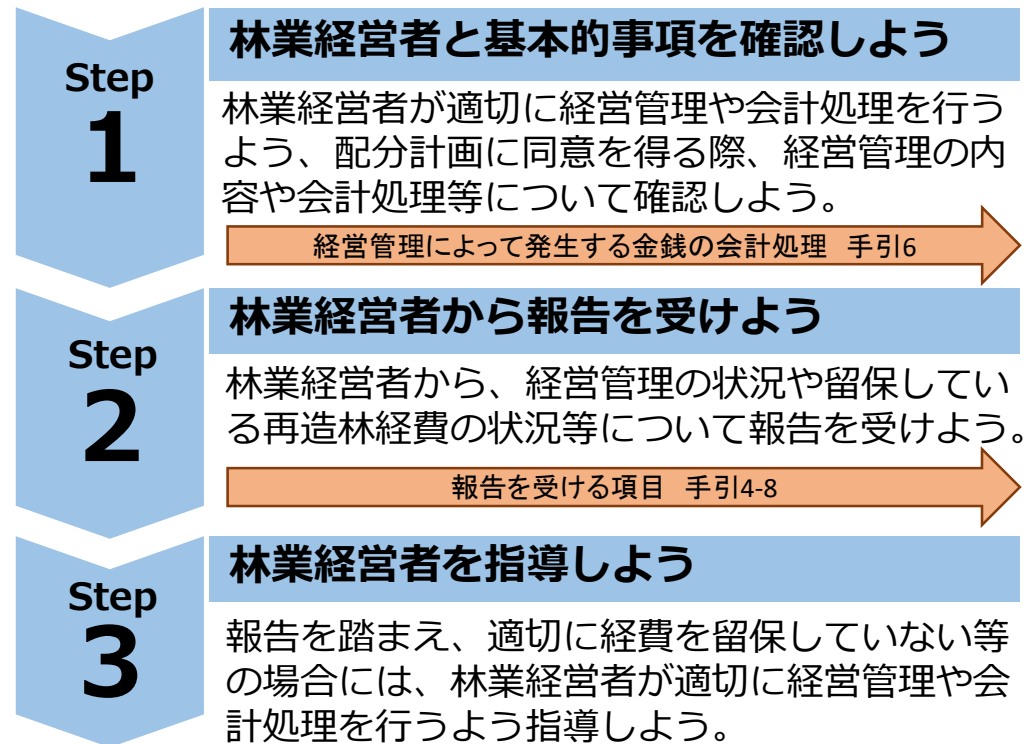 Step
1
林業経営者と基本的事項を確認しよう
林業経営者が適切に経営管理や会計処理を行う
よう、配分計画に同意を得る際、経営管理の内
容や会計処理等について確認しよう。
経営管理によって発生する金銭の会計処理　手引6
Step
2
林業経営者から報告を受けよう
林業経営者から、経営管理の状況や留保してい
る再造林経費の状況等について報告を受けよう。
報告を受ける項目　手引4-8
Step
3
林業経営者を指導しよう
報告を踏まえ、適切に経費を留保していない等
の場合には、林業経営者が適切に経営管理や会
計処理を行うよう指導しよう。